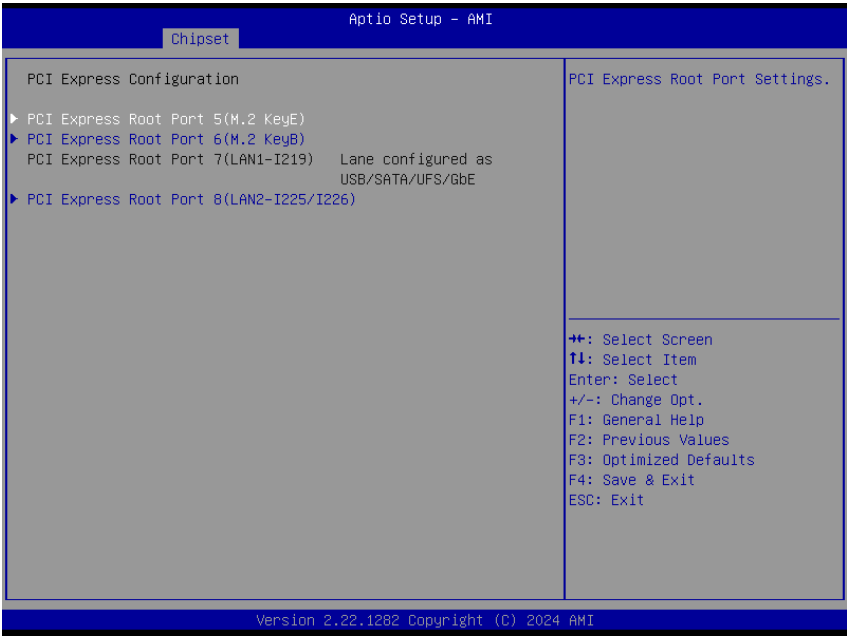 Aptio Setup – AMI
Chipset
PCI Express Configuration
PCI Express Root Port 5(M.2 KeyE)
PCI Express Root Port 6(M.2 KeyB)
PCI Express Root Port 7(LAN1-I219) Lane configured as
USB/SATA/UFS/GbE
PCI Express Root Port 8(LAN2-I225/I226)
PCI Express Root Port Settings.
→←: Select Screen
↑↓: Select Item
Enter: Select
+/-: Change Opt.
F1: General Help
F2: Previous Values
F3: Optimized Defaults
F4: Save & Exit
ESC: Exit
Version 2.22.1282 Copyright (C) 2024 AMI